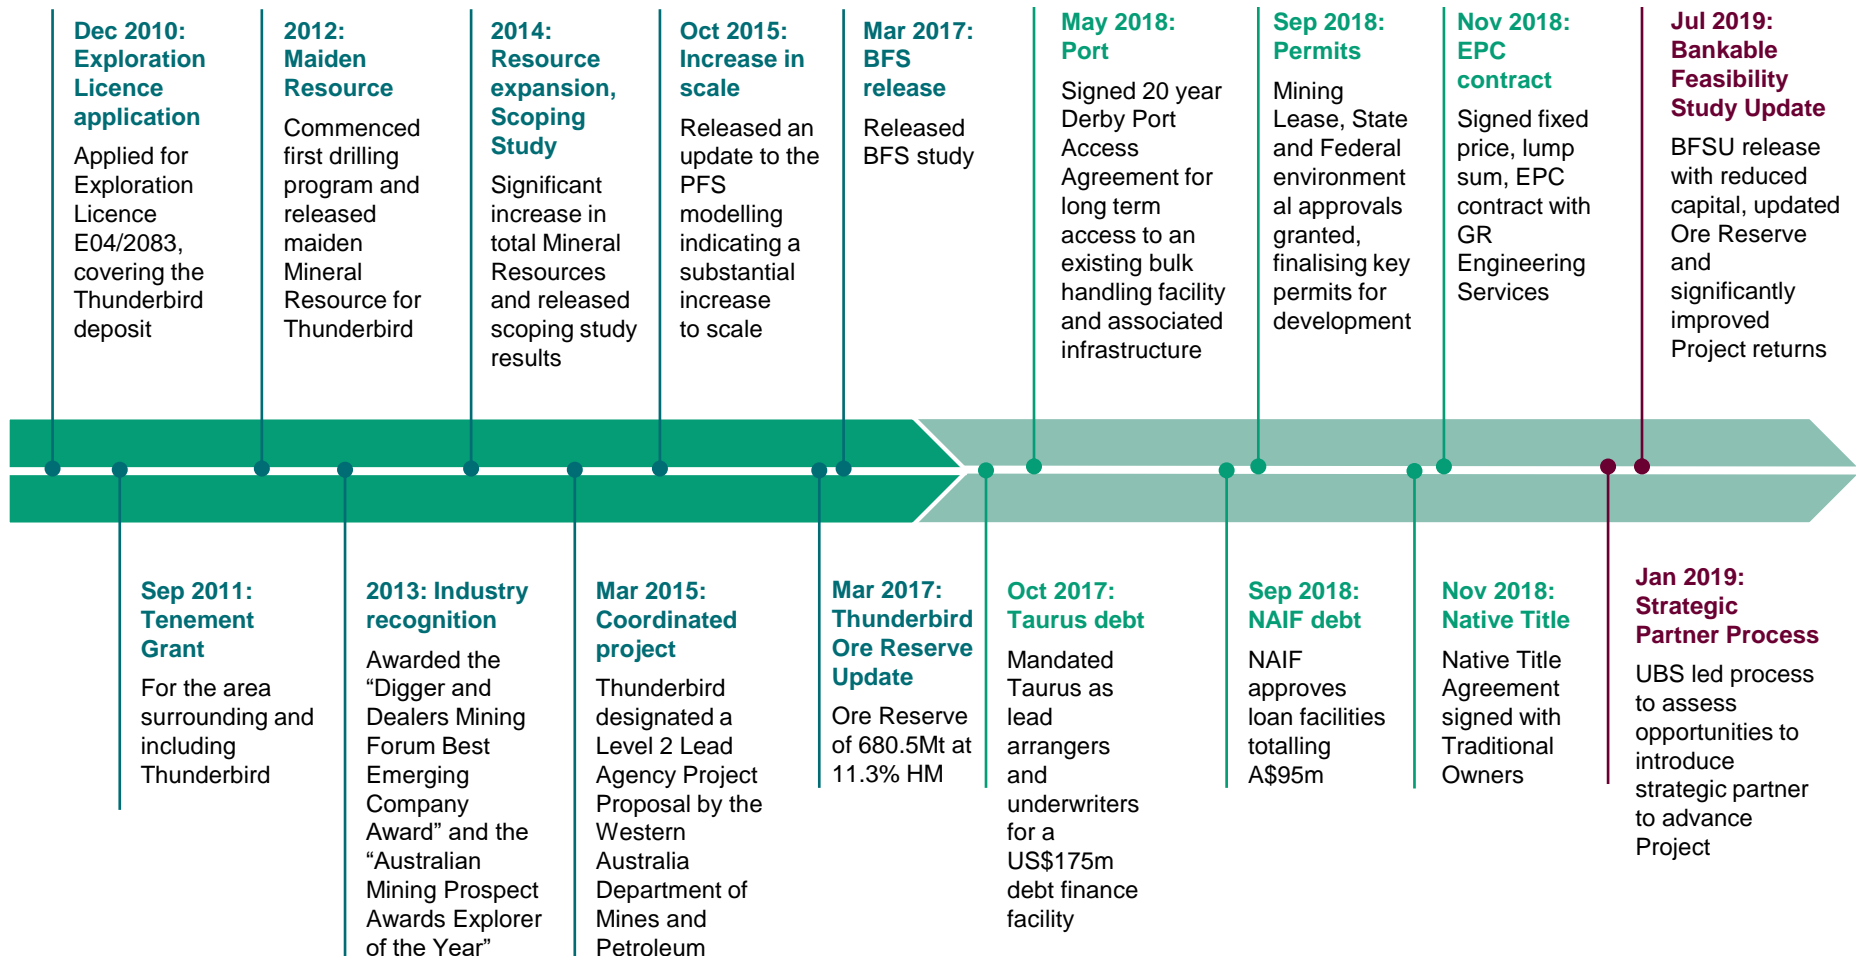 Dec 2010:
Exploration
Licence
application
Applied for
Exploration
Licence
E04/2083,
covering the
Thunderbird
deposit
2012:
Maiden
Resource
Commenced
first drilling
program and
released
maiden
Mineral
Resource for
Thunderbird
2014:
Resource
expansion,
Scoping
Study
Significant
increase in
total Mineral
Resources
and released
scoping study
results
Oct 2015:
Increase in
scale
Released an
update to the
PFS
modelling
indicating a
substantial
increase
to scale
Mar 2017:
BFS
release
Released
BFS study
May 2018:
Port
Signed 20 year
Derby Port
Access
Agreement for
long term
access to an
existing bulk
handling facility
and associated
infrastructure
Sep 2018:
Permits
Mining
Lease, State
and Federal
environment
al approvals
granted,
finalising key
permits for
development
Nov 2018:
EPC
contract
Signed fixed
price, lump
sum, EPC
contract with
GR
Engineering
Services
Jul 2019:
Bankable
Feasibility
Study Update
BFSU release
with reduced
capital, updated
Ore Reserve
and
significantly
improved
Project returns
Sep 2011:
Tenement
Grant
For the area
surrounding and
including
Thunderbird
2013: Industry
recognition
Awarded the
“Digger and
Dealers Mining
Forum Best
Emerging
Company
Award” and the
“Australian
Mining Prospect
Awards Explorer
of the Year”
Mar 2015:
Coordinated
project
Thunderbird
designated a
Level 2 Lead
Agency Project
Proposal by the
Western
Australia
Department of
Mines and
Petroleum
Mar 2017:
Thunderbird
Ore Reserve
Update
Ore Reserve
of 680.5Mt at
11.3% HM
Oct 2017:
Taurus debt
Mandated
Taurus as
lead
arrangers
and
underwriters
for a
US$175m
debt finance
facility
Sep 2018:
NAIF debt
NAIF
approves
loan facilities
totalling
A$95m
Nov 2018:
Native Title
Native Title
Agreement
signed with
Traditional
Owners
Jan 2019:
Strategic
Partner Process
UBS led process
to assess
opportunities to
introduce
strategic partner
to advance
Project